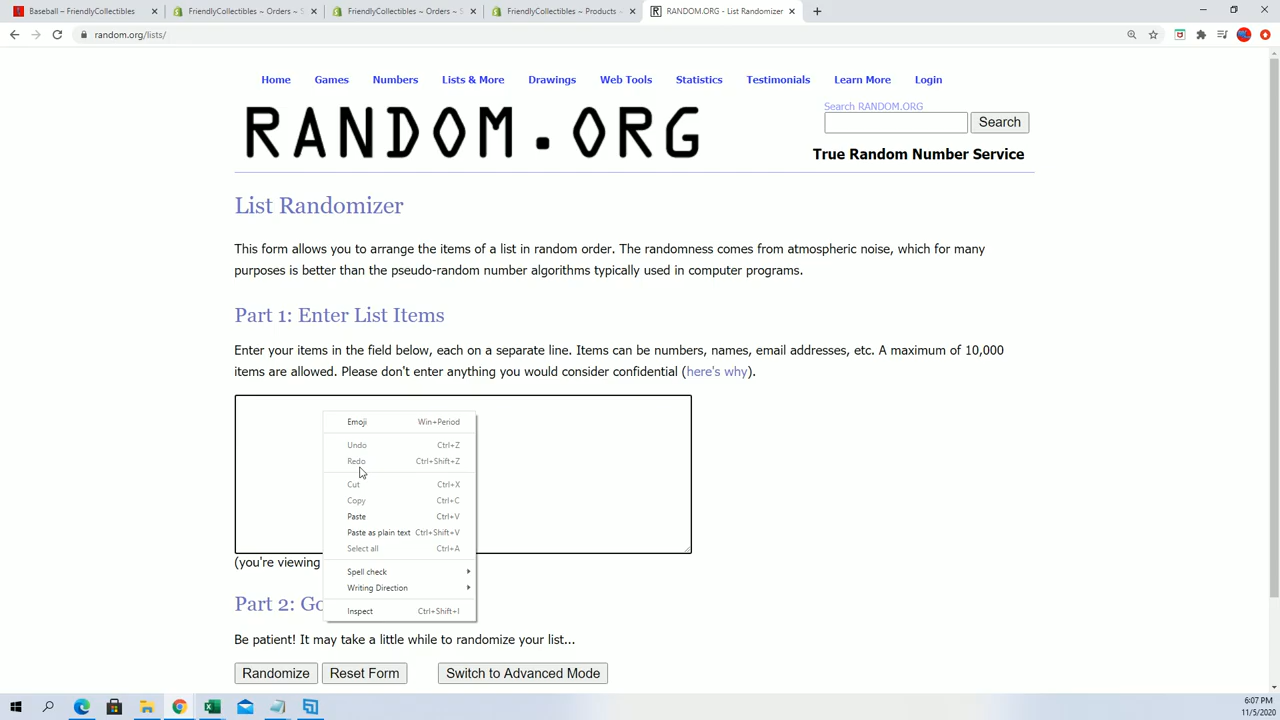 Baseball – FriendlyCollectibles
FriendlyCollectibles ~ Orders ~ S
FriendlyCollectibles ~ Orders ~ S
FriendlyCollectibles ~ Products ~
RANDOM.ORG - List Randomizer
random.org/lists/
Home Games Numbers Lists & More Drawings Web Tools Statistics Testimonials Learn More Login
RANDOM.ORG
Search RANDOM.ORG
Search
True Random Number Service
List Randomizer
This form allows you to arrange the items of a list in random order. The randomness comes from atmospheric noise, which for many
purposes is better than the pseudo-random number algorithms typically used in computer programs.
Part 1: Enter List Items
Enter your items in the field below, each on a separate line. Items can be numbers, names, email addresses, etc. A maximum of 10,000
items are allowed. Please don't enter anything you would consider confidential (here's why).
Emoji Win+Period
Undo Ctrl+Z
Redo Ctrl+Shift+Z
Cut Ctrl+X
Copy Ctrl+C
Paste Ctrl+V
Paste as plain text Ctrl+Shift+V
Select all Ctrl+A
Spell check
Writing Direction
Inspect Ctrl+Shift+I
(you're viewing
Part 2: Go
Be patient! It may take a little while to randomize your list...
Randomize Reset Form Switch to Advanced Mode
6:07 PM
11/5/2020